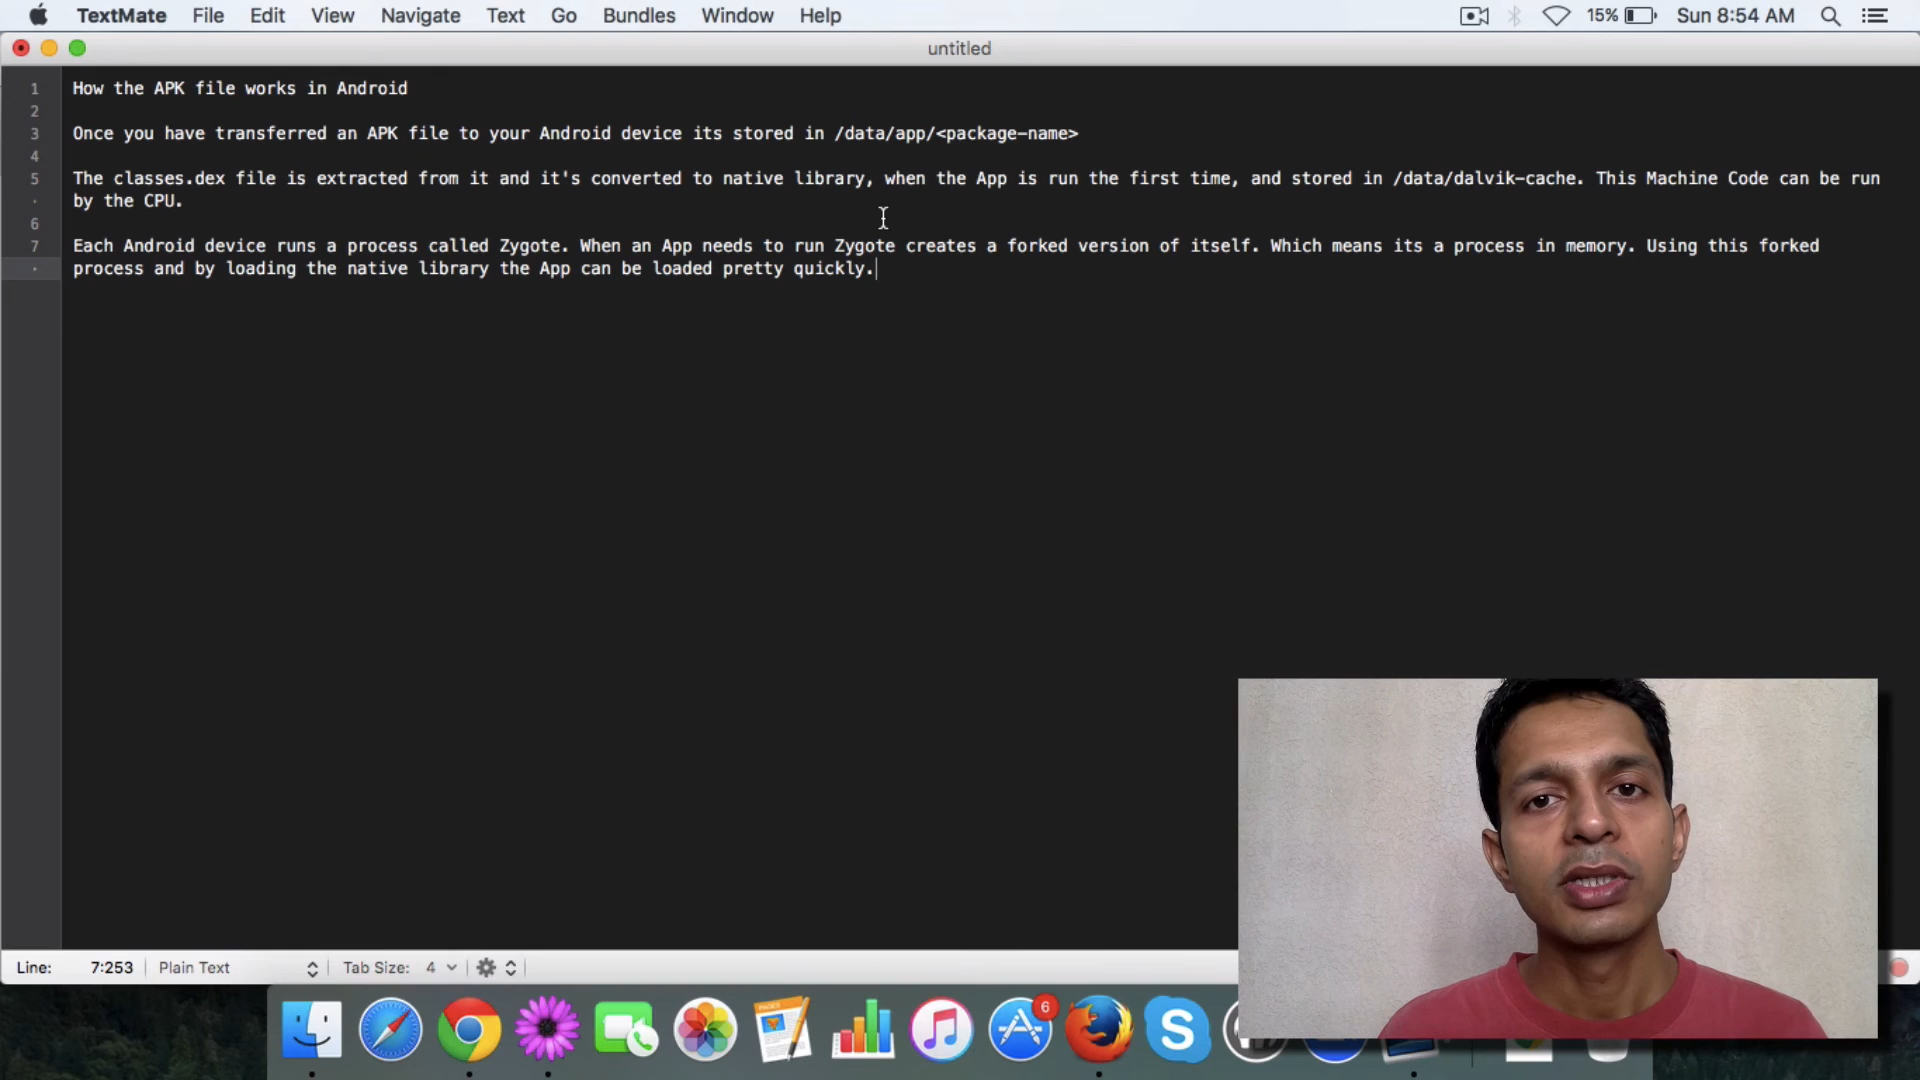 TextMate File Edit View Navigate Text Go Bundles Window Help 15% Sun 8:54 AM
untitled
1 How the APK file works in Android
2
3 Once you have transferred an APK file to your Android device its stored in /data/app/<package-name>
4
5 The classes.dex file is extracted from it and it's converted to native library, when the App is run the first time, and stored in /data/dalvik-cache. This Machine Code can be run
by the CPU.
6
7 Each Android device runs a process called Zygote. When an App needs to run Zygote creates a forked version of itself. Which means its a process in memory. Using this forked
process and by loading the native library the App can be loaded pretty quickly.
Line: 7:253 Plain Text Tab Size: 4
PAGES
6